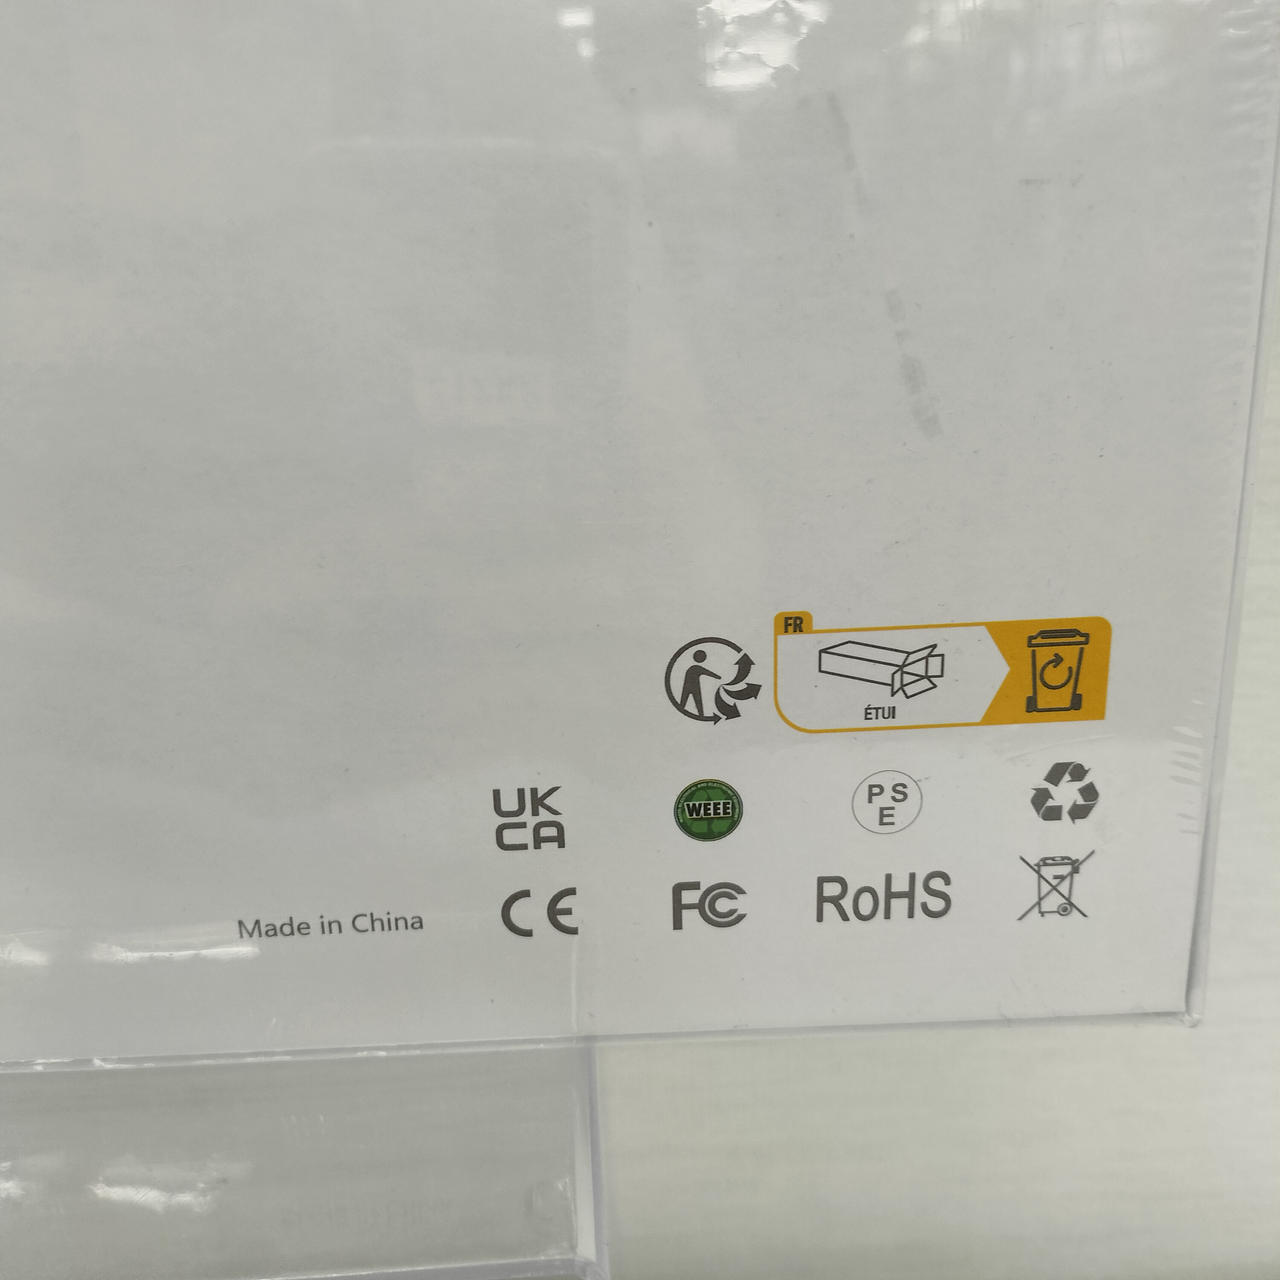 FR
ÉTUI
UK
CA
WEEE
PS
E
Made in China
CE
FC
RoHS